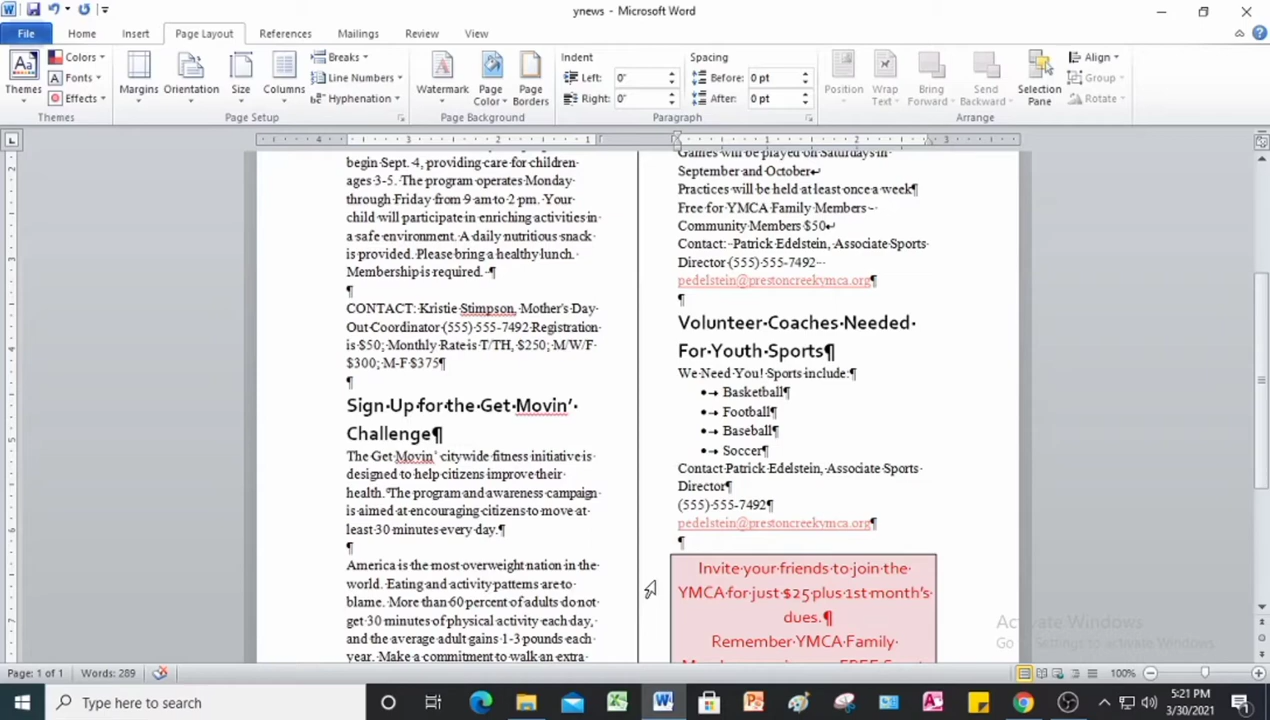 ynews - Microsoft Word
File Home Insert Page Layout References Mailings Review View
Themes
Colors
Fonts
Effects
Themes
Margins
Orientation
Size
Columns
Breaks
Line Numbers
Hyphenation
Page Setup
Watermark
Page Color
Page Borders
Page Background
Indent
Left: 0"
Right: 0"
Spacing
Before: 0 pt
After: 0 pt
Paragraph
Position
Wrap Text
Bring Forward
Send Backward
Selection Pane
Align
Group
Rotate
Arrange
begin Sept. 4, providing care for children
ages 3-5. The program operates Monday
through Friday from 9 am to 2 pm. Your
child will participate in enriching activities in
a safe environment. A daily nutritious snack
is provided. Please bring a healthy lunch.
Membership is required. ¶
¶
CONTACT: Kristie Stimpson, Mother's Day
Out Coordinator (555) 555-7492 Registration
is $50; Monthly Rate is T/TH, $250; M/W/F
$300; M-F $375¶
¶
Sign Up for the Get Movin'
Challenge¶
The Get Movin' citywide fitness initiative is
designed to help citizens improve their
health. The program and awareness campaign
is aimed at encouraging citizens to move at
least 30 minutes every day.¶
¶
America is the most overweight nation in the
world. Eating and activity patterns are to
blame. More than 60 percent of adults do not
get 30 minutes of physical activity each day,
and the average adult gains 1-3 pounds each
year. Make a commitment to walk an extra
Games will be played on Saturdays in
September and October↵
Practices will be held at least once a week¶
Free for YMCA Family Members -
Community Members $50↵
Contact: Patrick Edelstein, Associate Sports
Director (555) 555-7492
pedelstein@prestoncreekymca.org¶
¶
Volunteer Coaches Needed
For Youth Sports¶
We Need You! Sports include:¶
• → Basketball¶
• → Football¶
• → Baseball¶
• → Soccer¶
Contact Patrick Edelstein, Associate Sports
Director¶
(555) 555-7492¶
pedelstein@prestoncreekymca.org¶
¶
Invite your friends to join the
YMCA for just $25 plus 1st month's
dues.¶
Remember YMCA Family
Activate Windows
Go to Settings to activate Windows
Page: 1 of 1 Words: 289 100%
Type here to search
5:21 PM
3/30/2021